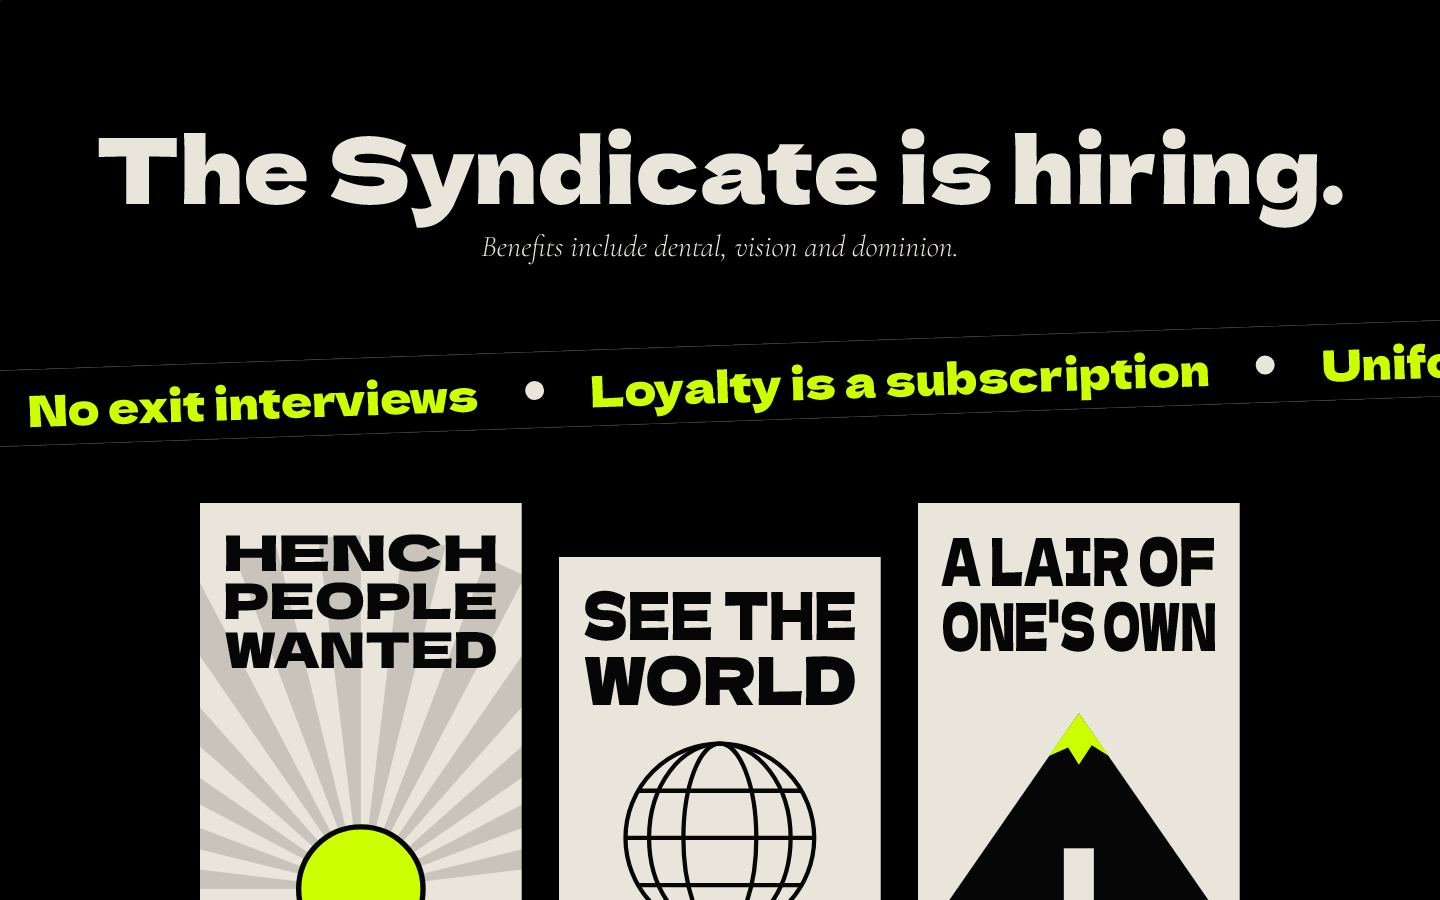 The Syndicate is hiring.
Benefits include dental, vision and dominion.
No exit interviews • Loyalty is a subscription •
HENCH
PEOPLE
WANTED
SEE THE
WORLD
A LAIR OF
ONE'S OWN